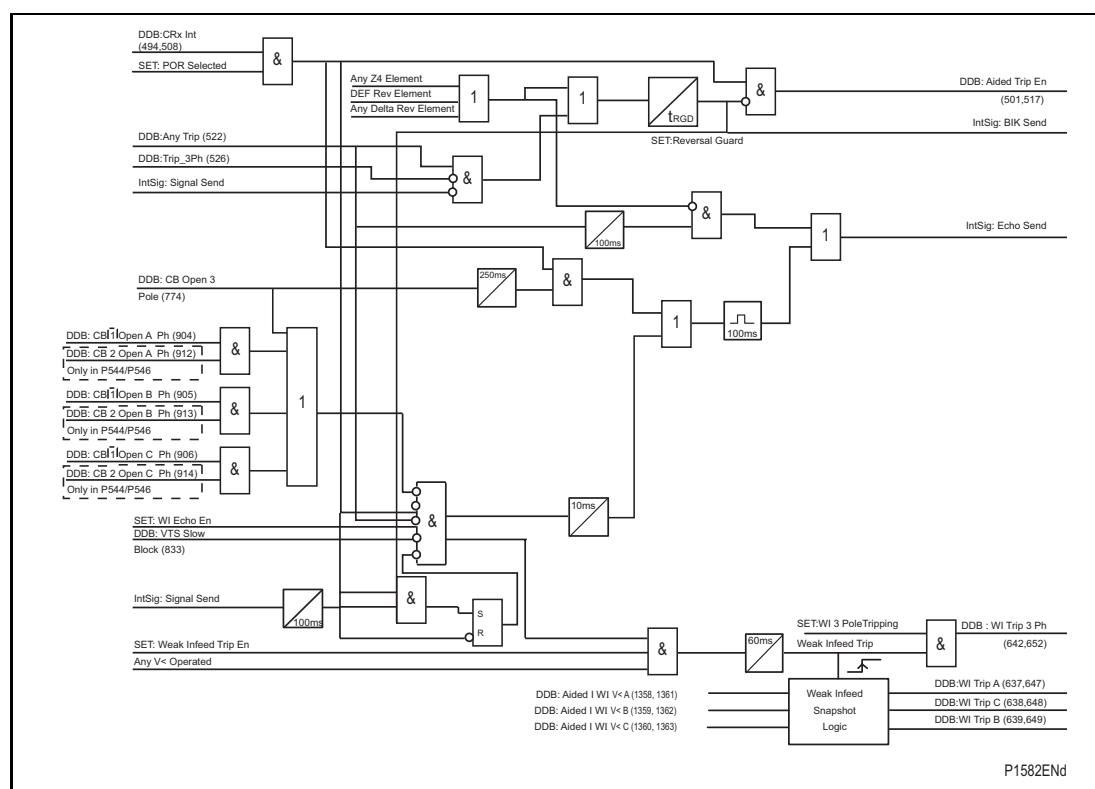 DDB:CRx Int
(494,508)
&
SET: POR Selected
Any Z4 Element
DEF Rev Element
Any Delta Rev Element
1
1
tRGD
SET:Reversal Guard
&
DDB: Aided Trip En
(501,517)
IntSig: BIK Send
DDB:Any Trip (522)
DDB:Trip_3Ph (526)
IntSig: Signal Send
&
100ms
&
1
IntSig: Echo Send
DDB: CB Open 3
Pole (774)
250ms
&
1
100ms
DDB: CB 1 Open A Ph (904)
DDB: CB 2 Open A Ph (912)
Only in P544/P546
&
DDB: CB 1 Open B Ph (905)
DDB: CB 2 Open B Ph (913)
Only in P544/P546
&
1
DDB: CB 1 Open C Ph (906)
DDB: CB 2 Open C Ph (914)
Only in P544/P546
&
SET: WI Echo En
DDB: VTS Slow
Block (833)
&
10ms
IntSig: Signal Send
100ms
&
S
R
SET: Weak Infeed Trip En
Any V< Operated
&
60ms
SET:WI 3 PoleTripping
Weak Infeed Trip
&
DDB : WI Trip 3 Ph
(642,652)
DDB: Aided I WI V< A (1358, 1361)
DDB: Aided I WI V< B (1359, 1362)
DDB: Aided I WI V< C (1360, 1363)
Weak Infeed
Snapshot
Logic
DDB:WI Trip A (637,647)
DDB:WI Trip C (638,648)
DDB:WI Trip B (639,649)
P1582ENd